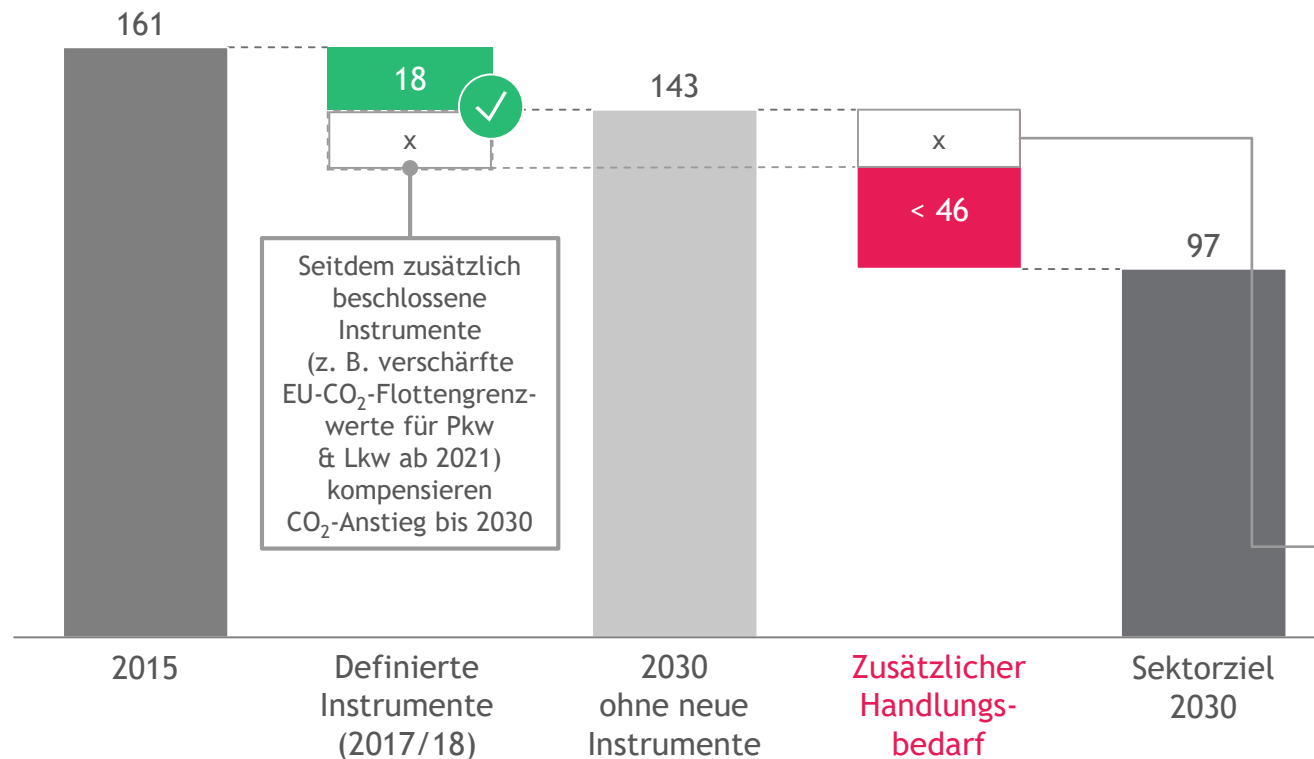 161
18
143
x
x
< 46
97
Seitdem zusätzlich
beschlossene
Instrumente
(z. B. verschärfte
EU-CO₂-Flottengrenz-
werte für Pkw
& Lkw ab 2021)
kompensieren
CO₂-Anstieg bis 2030
2015
Definierte
Instrumente
(2017/18)
2030
ohne neue
Instrumente
Zusätzlicher
Handlungs-
bedarf
Sektorziel
2030